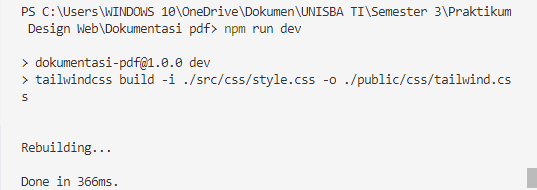 PS C:\Users\WINDOWS 10\OneDrive\Dokumen\UNISBA TI\Semester 3\Praktikum
Design Web\Dokumentasi pdf> npm run dev
> dokumentasi-pdf@1.0.0 dev
> tailwindcss build -i ./src/css/style.css -o ./public/css/tailwind.cs
s
Rebuilding...
Done in 366ms.